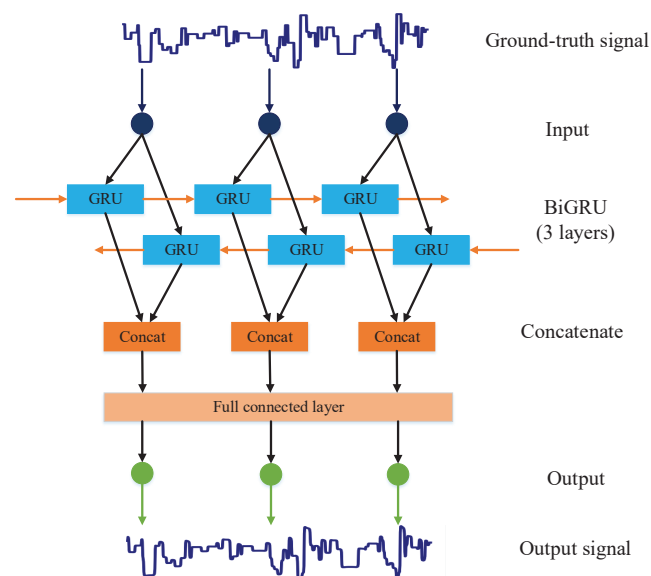 Ground-truth signal
Input
GRU GRU GRU
BiGRU
(3 layers)
GRU GRU GRU
Concat Concat Concat
Concatenate
Full connected layer
Output
Output signal